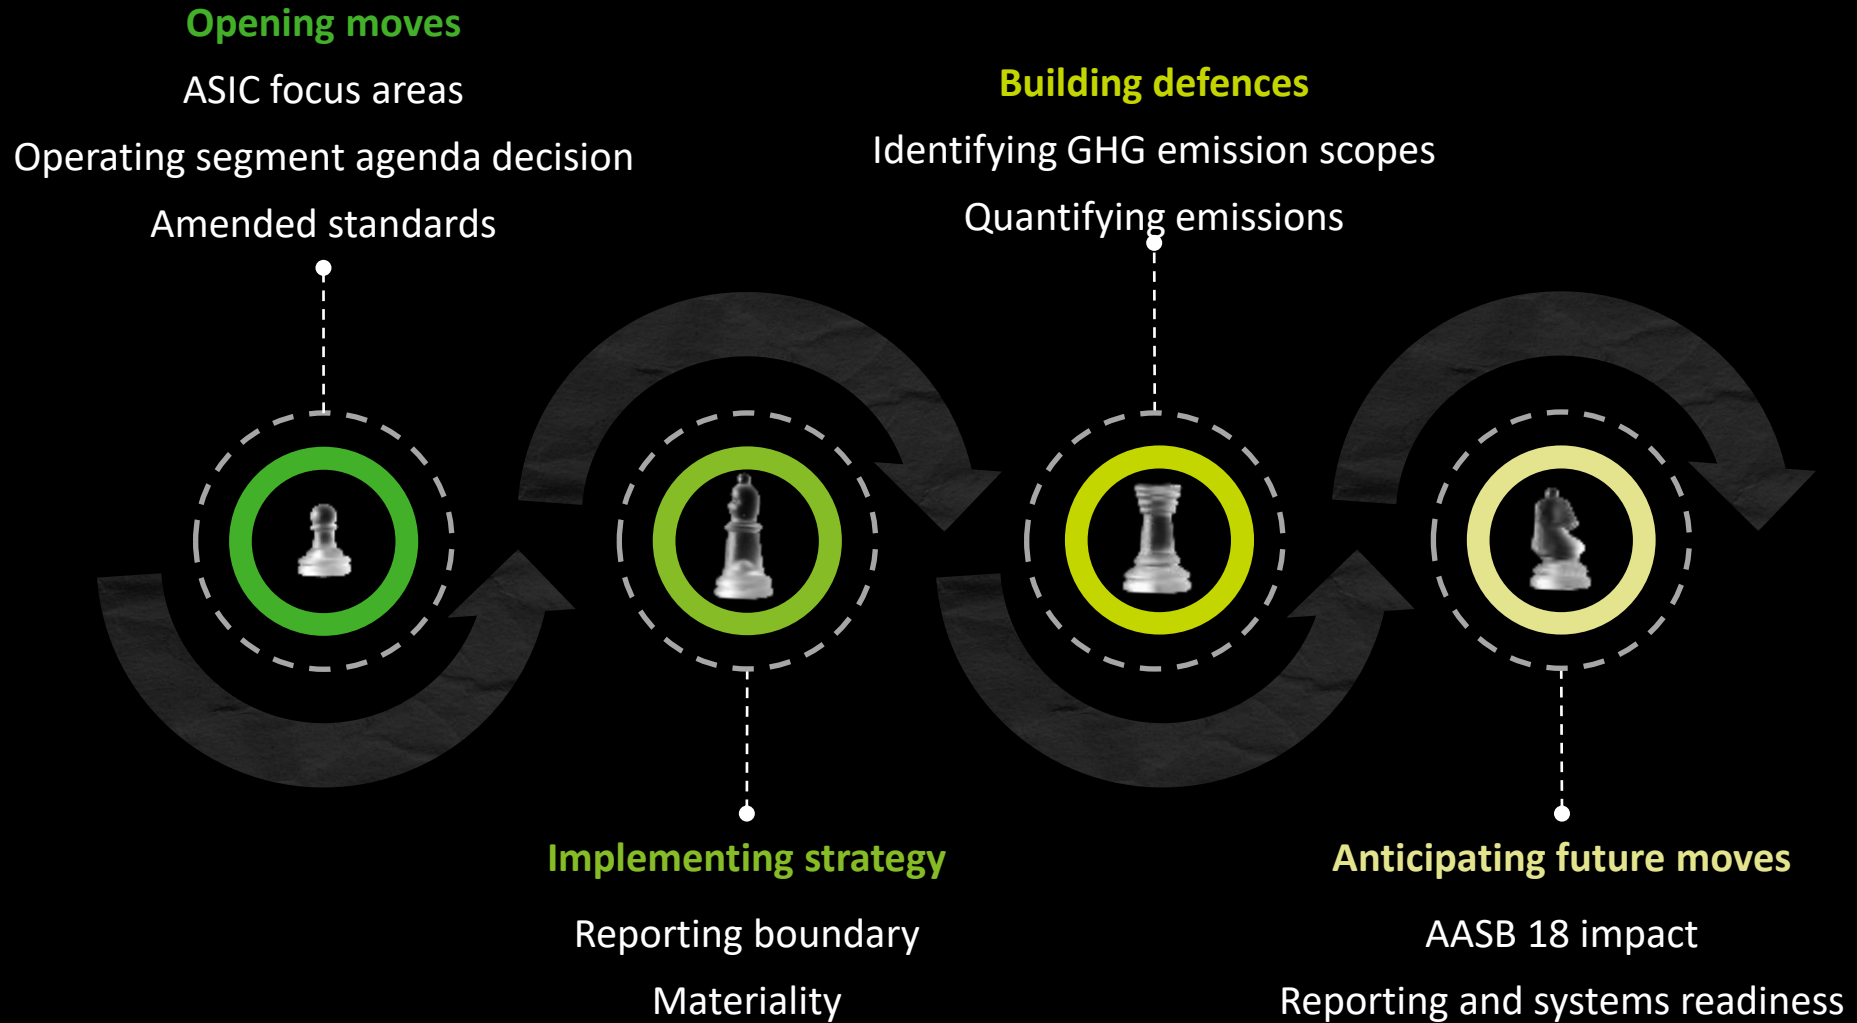 Opening moves
ASIC focus areas
Operating segment agenda decision
Amended standards
Implementing strategy
Reporting boundary
Materiality
Building defences
Identifying GHG emission scopes
Quantifying emissions
Anticipating future moves
AASB 18 impact
Reporting and systems readiness